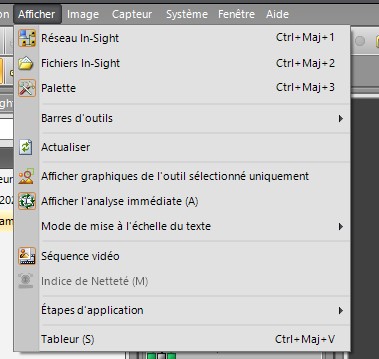 on Afficher Image Capteur Système Fenêtre Aide
Réseau In-Sight Ctrl+Maj+1
Fichiers In-Sight Ctrl+Maj+2
Palette Ctrl+Maj+3
Barres d'outils
Actualiser
Afficher graphiques de l'outil sélectionné uniquement
Afficher l'analyse immédiate (A)
Mode de mise à l'échelle du texte
Séquence vidéo
Indice de Netteté (M)
Étapes d'application
Tableur (S) Ctrl+Maj+V